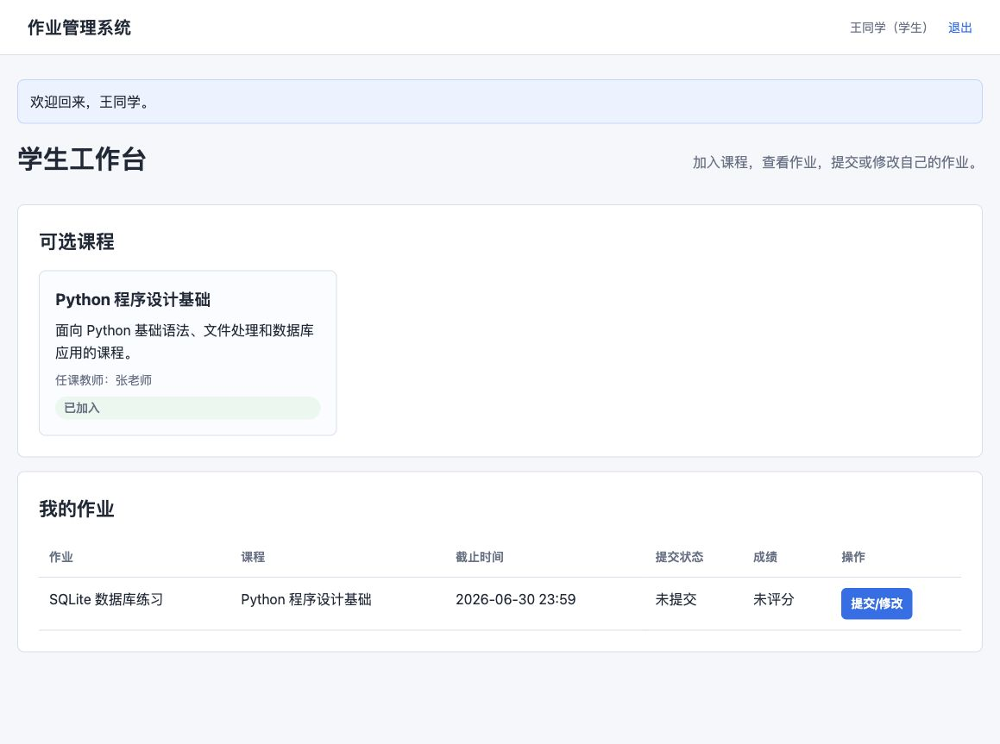 作业管理系统
王同学（学生） 退出
欢迎回来，王同学。
学生工作台
加入课程，查看作业，提交或修改自己的作业。
可选课程
Python 程序设计基础
面向 Python 基础语法、文件处理和数据库
应用的课程。
任课教师：张老师
已加入
我的作业
作业 课程 截止时间 提交状态 成绩 操作
SQLite 数据库练习 Python 程序设计基础 2026-06-30 23:59 未提交 未评分 提交/修改